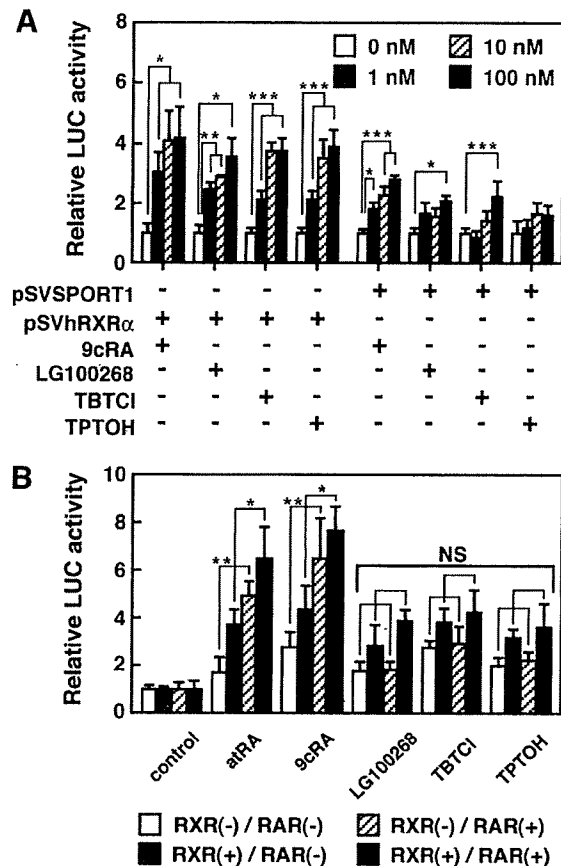 A
Relative LUC activity
8
6
4
2
0
0 nM
10 nM
1 nM
100 nM
* * *** *** *** * ***
** *
pSVSPORT1 - - - - + + + +
pSVhRXRα + + + + - - - -
9cRA + - - - + - - -
LG100268 - + - - - + - -
TBTCl - - + - - - + -
TPTOH - - - + - - - +
B
Relative LUC activity
10
8
6
4
2
0
** * ** * NS
control atRA 9cRA LG100268 TBTCl TPTOH
RXR(-) / RAR(-)
RXR(-) / RAR(+)
RXR(+) / RAR(-)
RXR(+) / RAR(+)